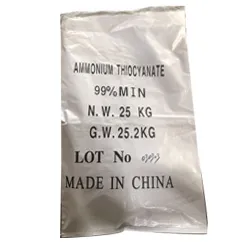 AMMONIUM THIOCYANATE
99%MIN
N.W. 25 KG
G.W. 25.2KG
LOT No
MADE IN CHINA